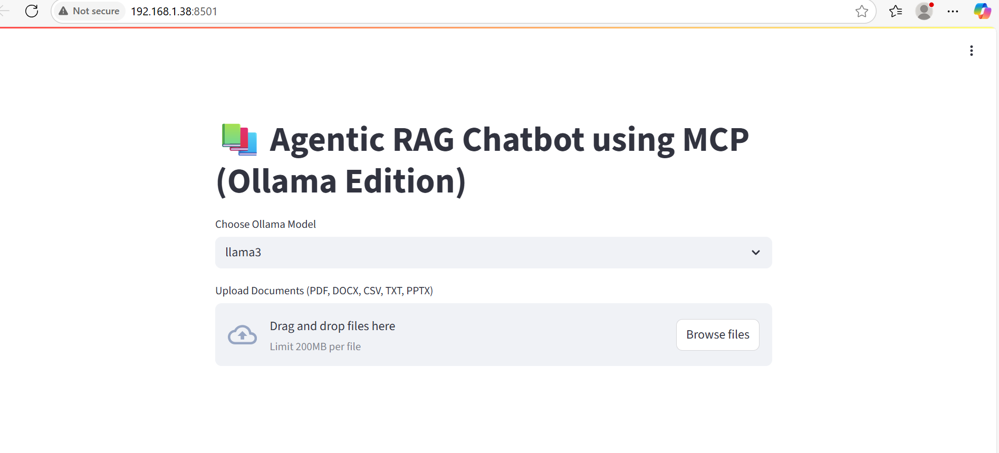 Not secure 192.168.1.38:8501
Agentic RAG Chatbot using MCP
(Ollama Edition)
Choose Ollama Model
llama3
Upload Documents (PDF, DOCX, CSV, TXT, PPTX)
Drag and drop files here
Limit 200MB per file
Browse files